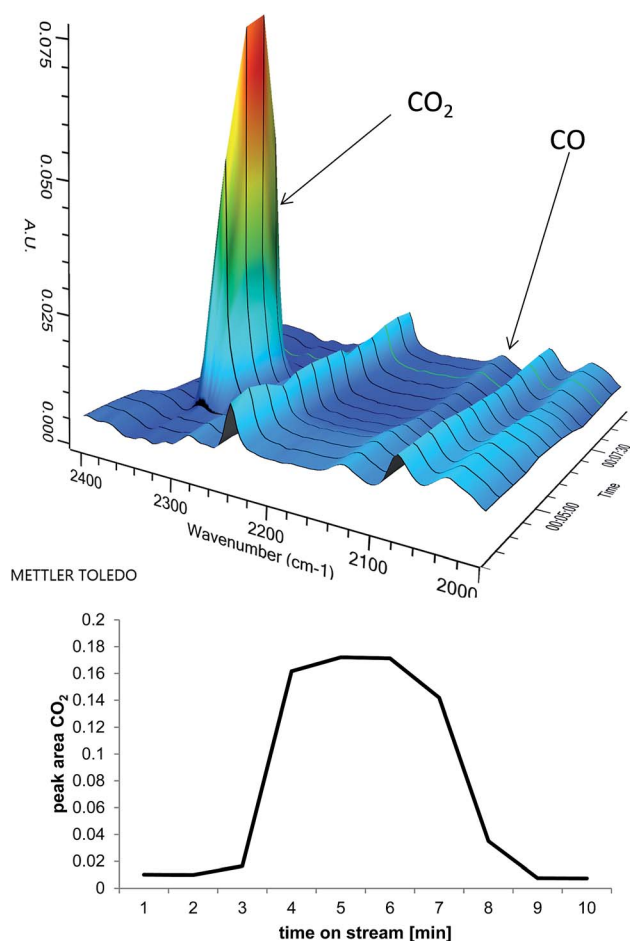 0.075
CO₂
CO
0.050
A.U.
0.025
0.000
00:07:30
Time
00:05:00
2400
2300
2200
2100
2000
Wavenumber (cm-1)
METTLER TOLEDO
0.2
0.18
0.16
0.14
0.12
0.1
0.08
0.06
0.04
0.02
0
peak area CO₂
1 2 3 4 5 6 7 8 9 10
time on stream [min]